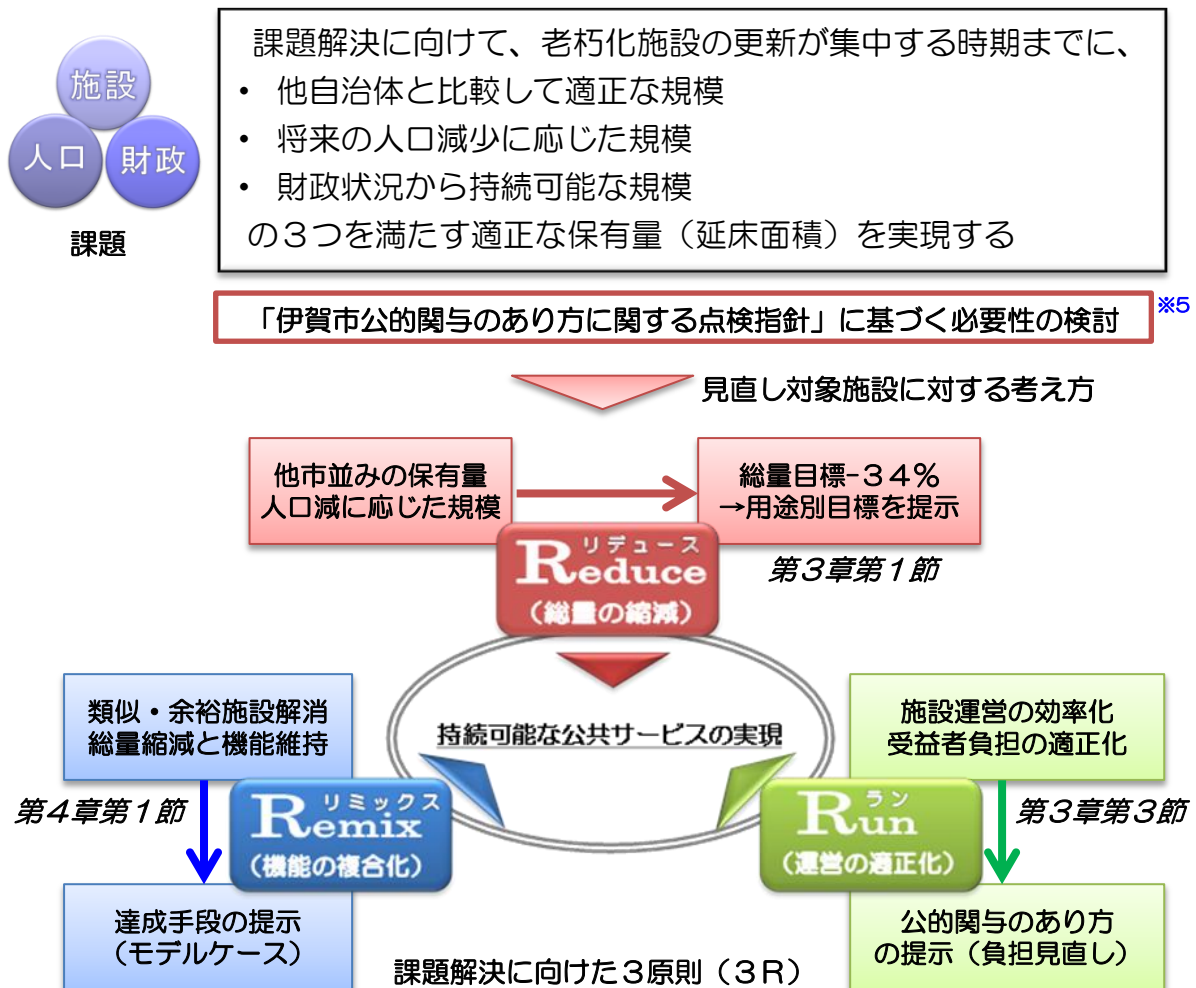 施設
人口
財政
課題
課題解決に向けて、老朽化施設の更新が集中する時期までに、
• 他自治体と比較して適正な規模
• 将来の人口減少に応じた規模
• 財政状況から持続可能な規模
の３つを満たす適正な保有量（延床面積）を実現する
「伊賀市公的関与のあり方に関する点検指針」に基づく必要性の検討
※5
見直し対象施設に対する考え方
他市並みの保有量
人口減に応じた規模
総量目標-３４％
→用途別目標を提示
リデュース
Reduce
（総量の縮減）
第３章第１節
持続可能な公共サービスの実現
類似・余裕施設解消
総量縮減と機能維持
第４章第１節
リミックス
Remix
（機能の複合化）
達成手段の提示
（モデルケース）
施設運営の効率化
受益者負担の適正化
第３章第３節
ラン
Run
（運営の適正化）
公的関与のあり方
の提示（負担見直し）
課題解決に向けた３原則（３Ｒ）